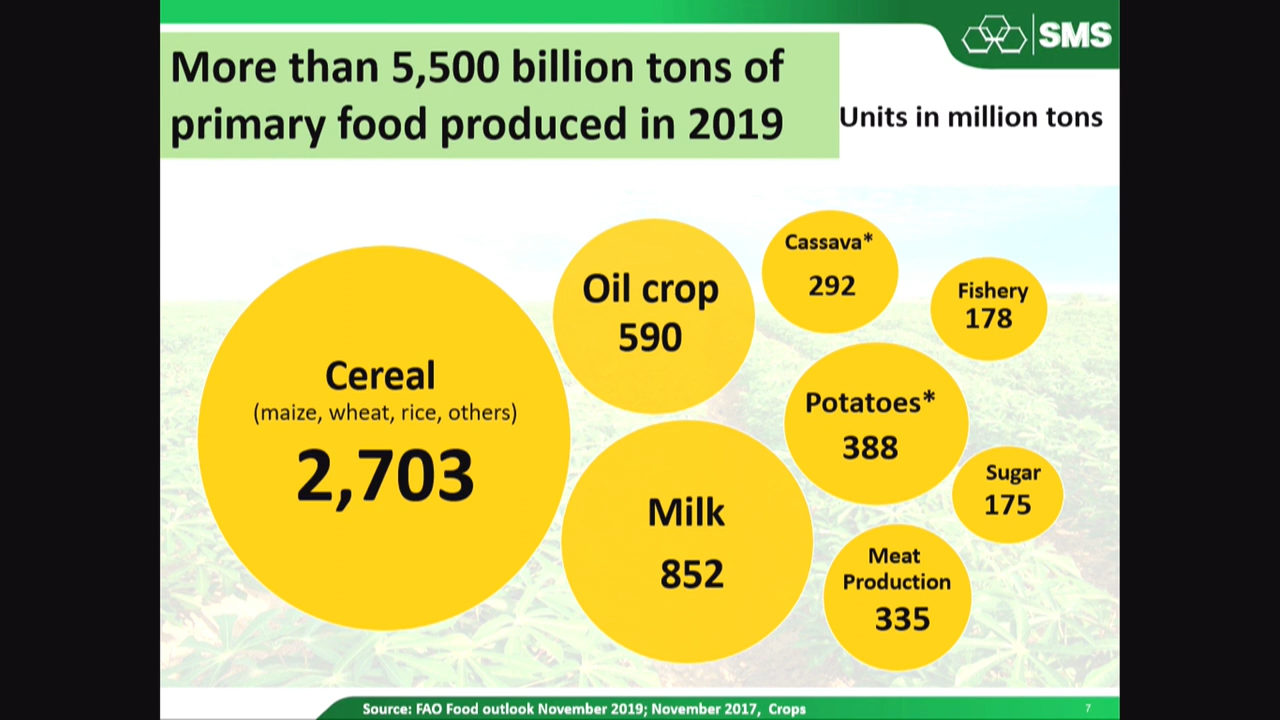 SMS
More than 5,500 billion tons of
primary food produced in 2019
Units in million tons
Cereal
(maize, wheat, rice, others)
2,703
Oil crop
590
Milk
852
Cassava*
292
Fishery
178
Potatoes*
388
Sugar
175
Meat
Production
335
Source: FAO Food outlook November 2019; November 2017, Crops
7